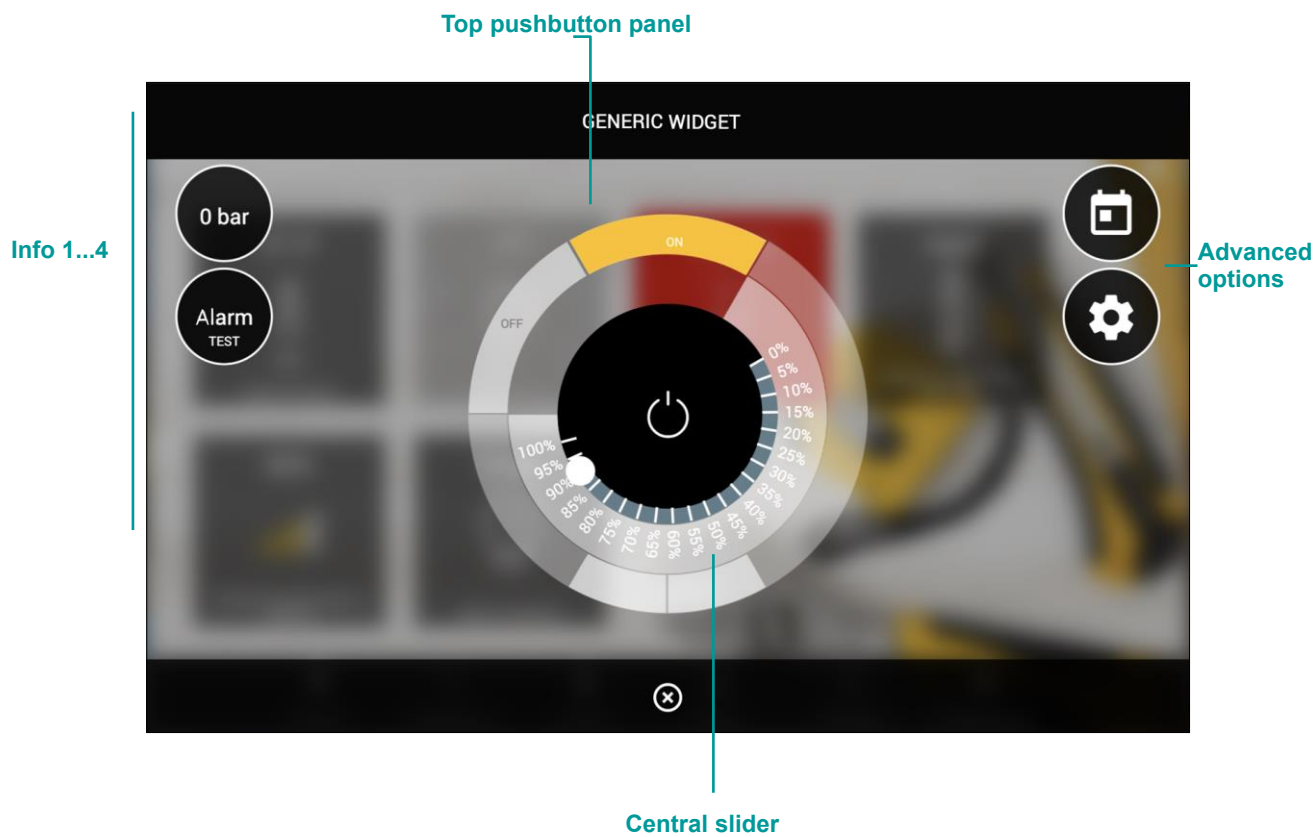 Top pushbutton panel
GENERIC WIDGET
0 bar
Info 1...4
Alarm
TEST
Advanced
options
ON
OFF
0%
5%
10%
15%
20%
25%
30%
35%
40%
45%
50%
55%
60%
65%
70%
75%
80%
85%
90%
95%
100%
Central slider